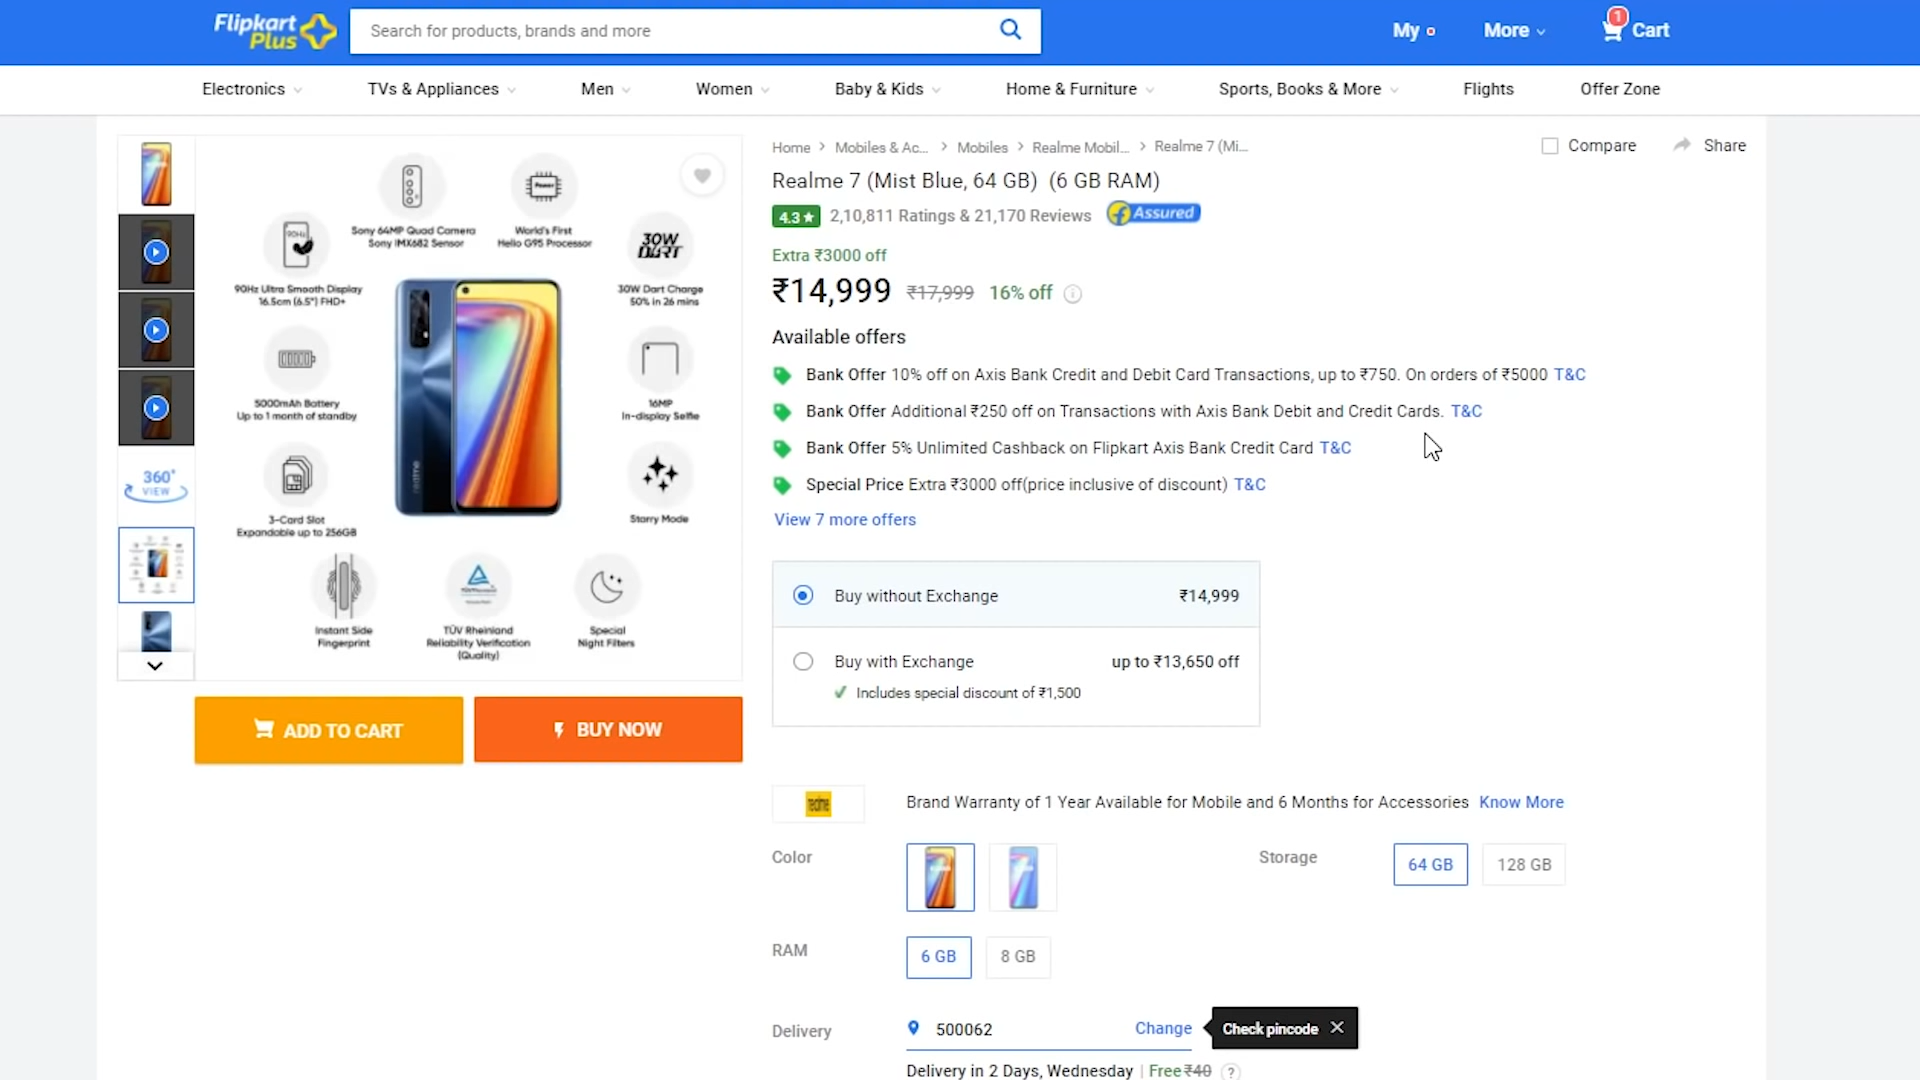 Flipkart
Plus
Search for products, brands and more
My
More
1
Cart
Electronics
TVs & Appliances
Men
Women
Baby & Kids
Home & Furniture
Sports, Books & More
Flights
Offer Zone
Home
Mobiles & Ac...
Mobiles
Realme Mobil...
Realme 7 (Mi...
Compare
Share
Realme 7 (Mist Blue, 64 GB) (6 GB RAM)
4.3★ 2,10,811 Ratings & 21,170 Reviews
Assured
Extra ₹3000 off
₹14,999 ₹17,999 16% off
Available offers
Bank Offer 10% off on Axis Bank Credit and Debit Card Transactions, up to ₹750. On orders of ₹5000 T&C
Bank Offer Additional ₹250 off on Transactions with Axis Bank Debit and Credit Cards. T&C
Bank Offer 5% Unlimited Cashback on Flipkart Axis Bank Credit Card T&C
Special Price Extra ₹3000 off(price inclusive of discount) T&C
View 7 more offers
Buy without Exchange ₹14,999
Buy with Exchange up to ₹13,650 off
Includes special discount of ₹1,500
360°
VIEW
Power
Sony 64MP Quad Camera
Sony IMX682 Sensor
World's First
Helio G95 Processor
90Hz
90Hz Ultra Smooth Display
16.5cm (6.5") FHD+
30W
DART
30W Dart Charge
50% in 26 mins
5000mAh Battery
Up to 1 month of standby
16MP
In-display Selfie
3-Card Slot
Expandable up to 256GB
Starry Mode
realme
Instant Side
Fingerprint
TÜV Rheinland
Reliability Verification
(Quality)
Special
Night Filters
ADD TO CART
BUY NOW
realme
Brand Warranty of 1 Year Available for Mobile and 6 Months for Accessories Know More
Color
Storage
64 GB
128 GB
RAM
6 GB
8 GB
Delivery
500062
Change
Check pincode
Delivery in 2 Days, Wednesday | Free ₹40 ?